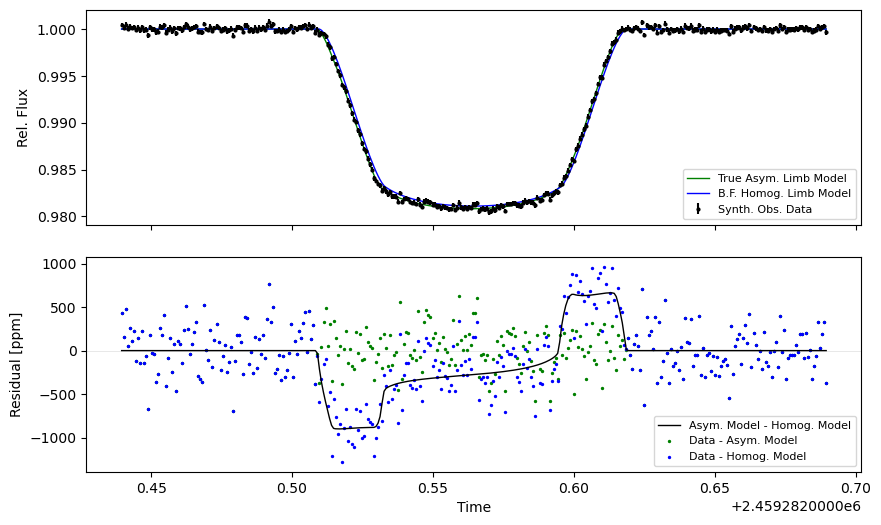 1.000
0.995
0.990
0.985
0.980
Rel. Flux
True Asym. Limb Model
B.F. Homog. Limb Model
Synth. Obs. Data
1000
500
0
−500
−1000
Residual [ppm]
Asym. Model - Homog. Model
Data - Asym. Model
Data - Homog. Model
0.45 0.50 0.55 0.60 0.65 0.70
Time
+2.4592820000e6